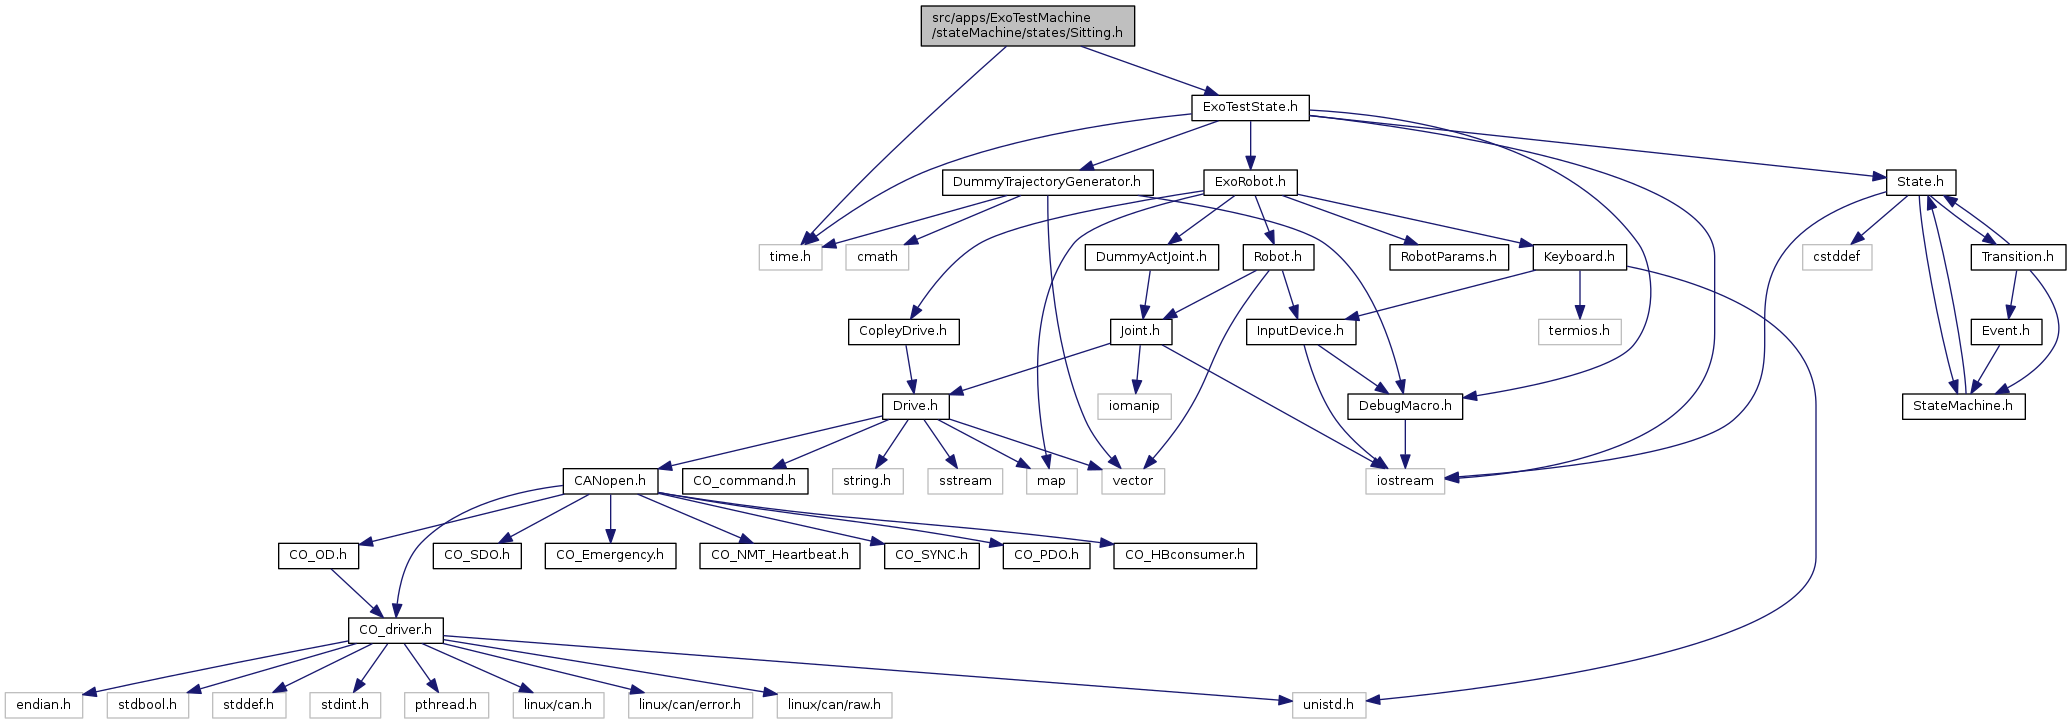 src/apps/ExoTestMachine
/stateMachine/states/Sitting.h
ExoTestState.h
DummyTrajectoryGenerator.h
ExoRobot.h
State.h
time.h
cmath
DummyActJoint.h
Robot.h
RobotParams.h
Keyboard.h
cstddef
Transition.h
CopleyDrive.h
Joint.h
InputDevice.h
termios.h
Event.h
Drive.h
iomanip
DebugMacro.h
StateMachine.h
CANopen.h
CO_command.h
string.h
sstream
map
vector
iostream
CO_OD.h
CO_SDO.h
CO_Emergency.h
CO_NMT_Heartbeat.h
CO_SYNC.h
CO_PDO.h
CO_HBconsumer.h
CO_driver.h
endian.h
stdbool.h
stddef.h
stdint.h
pthread.h
linux/can.h
linux/can/error.h
linux/can/raw.h
unistd.h